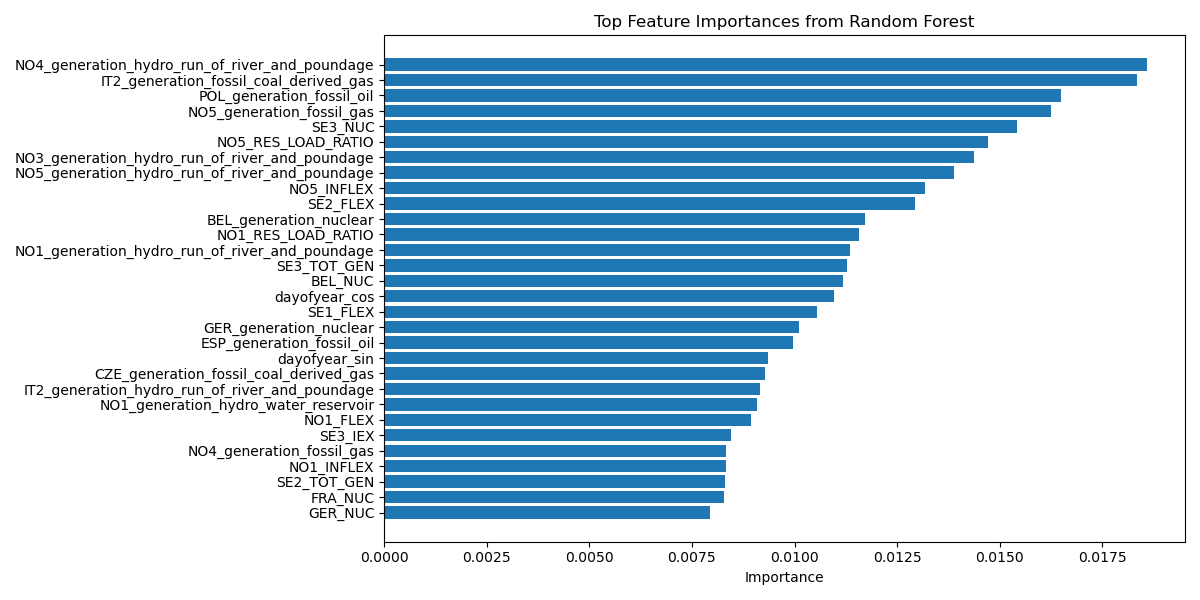 Top Feature Importances from Random Forest
NO4_generation_hydro_run_of_river_and_poundage
IT2_generation_fossil_coal_derived_gas
POL_generation_fossil_oil
NO5_generation_fossil_gas
SE3_NUC
NO5_RES_LOAD_RATIO
NO3_generation_hydro_run_of_river_and_poundage
NO5_generation_hydro_run_of_river_and_poundage
NO5_INFLEX
SE2_FLEX
BEL_generation_nuclear
NO1_RES_LOAD_RATIO
NO1_generation_hydro_run_of_river_and_poundage
SE3_TOT_GEN
BEL_NUC
dayofyear_cos
SE1_FLEX
GER_generation_nuclear
ESP_generation_fossil_oil
dayofyear_sin
CZE_generation_fossil_coal_derived_gas
IT2_generation_hydro_run_of_river_and_poundage
NO1_generation_hydro_water_reservoir
NO1_FLEX
SE3_IEX
NO4_generation_fossil_gas
NO1_INFLEX
SE2_TOT_GEN
FRA_NUC
GER_NUC
0.0000 0.0025 0.0050 0.0075 0.0100 0.0125 0.0150 0.0175
Importance